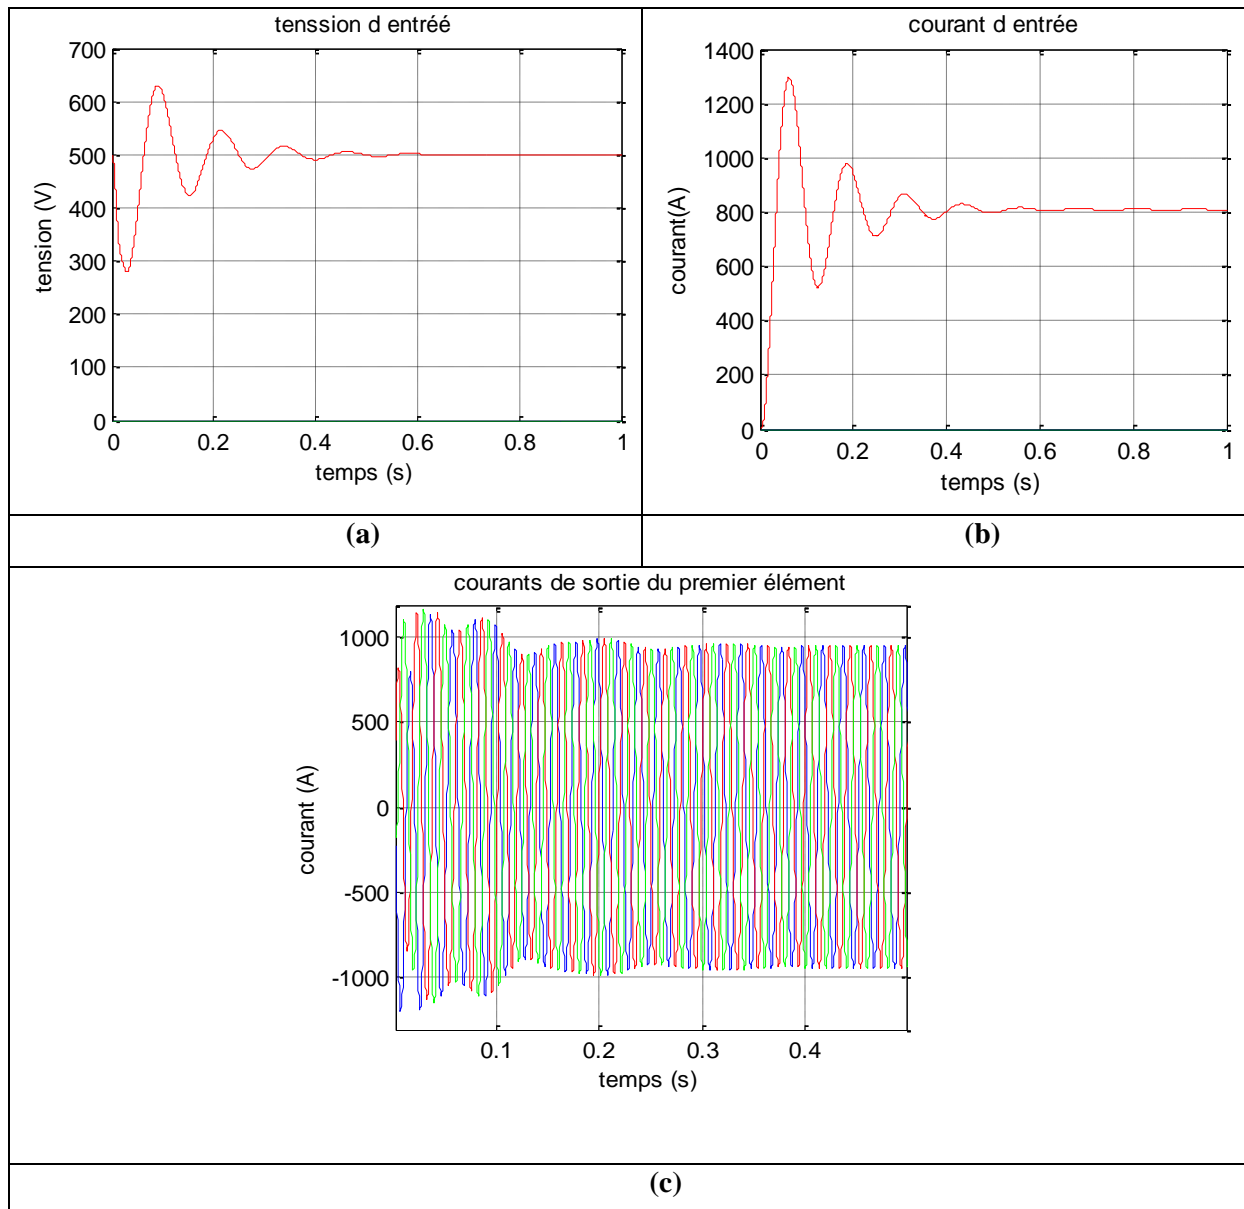 tenssion d entréé
700
600
500
400
300
200
100
0
tension (V)
0 0.2 0.4 0.6 0.8 1
temps (s)
(a)
courant d entrée
1400
1200
1000
800
600
400
200
0
courant(A)
0 0.2 0.4 0.6 0.8 1
temps (s)
(b)
courants de sortie du premier élément
1000
500
0
-500
-1000
courant (A)
0.1 0.2 0.3 0.4
temps (s)
(c)